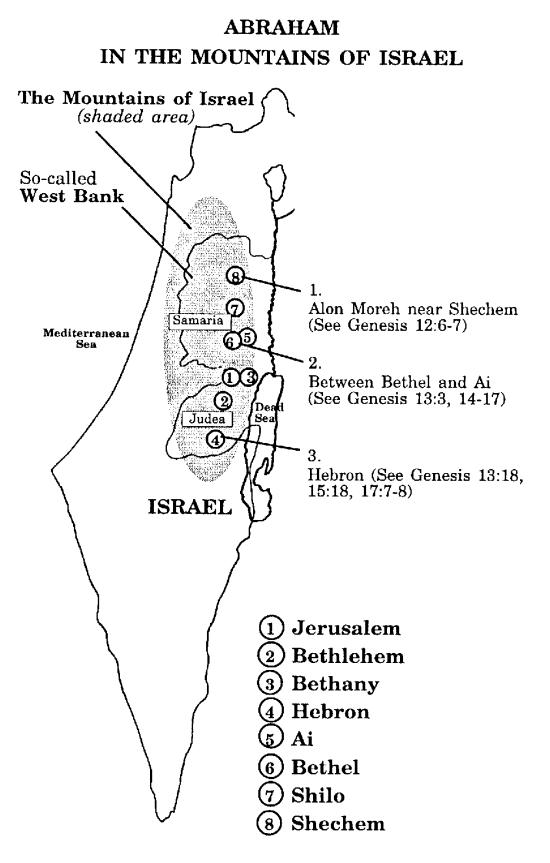 ABRAHAM
IN THE MOUNTAINS OF ISRAEL
The Mountains of Israel
(shaded area)
So-called
West Bank
Mediterranean
Sea
Samaria
Judea
Dead
Sea
8
7
5
6
1
3
2
4
1.
Alon Moreh near Shechem
(See Genesis 12:6-7)
2.
Between Bethel and Ai
(See Genesis 13:3, 14-17)
3.
Hebron (See Genesis 13:18,
15:18, 17:7-8)
ISRAEL
1 Jerusalem
2 Bethlehem
3 Bethany
4 Hebron
5 Ai
6 Bethel
7 Shilo
8 Shechem